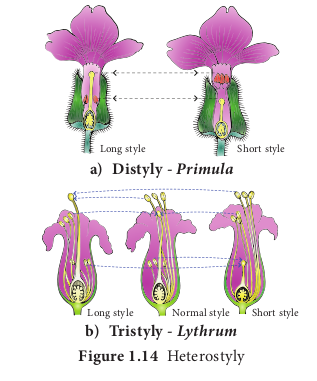 Long style Short style
a) Distyly - Primula
Long style Normal style Short style
b) Tristyly - Lythrum
Figure 1.14 Heterostyly